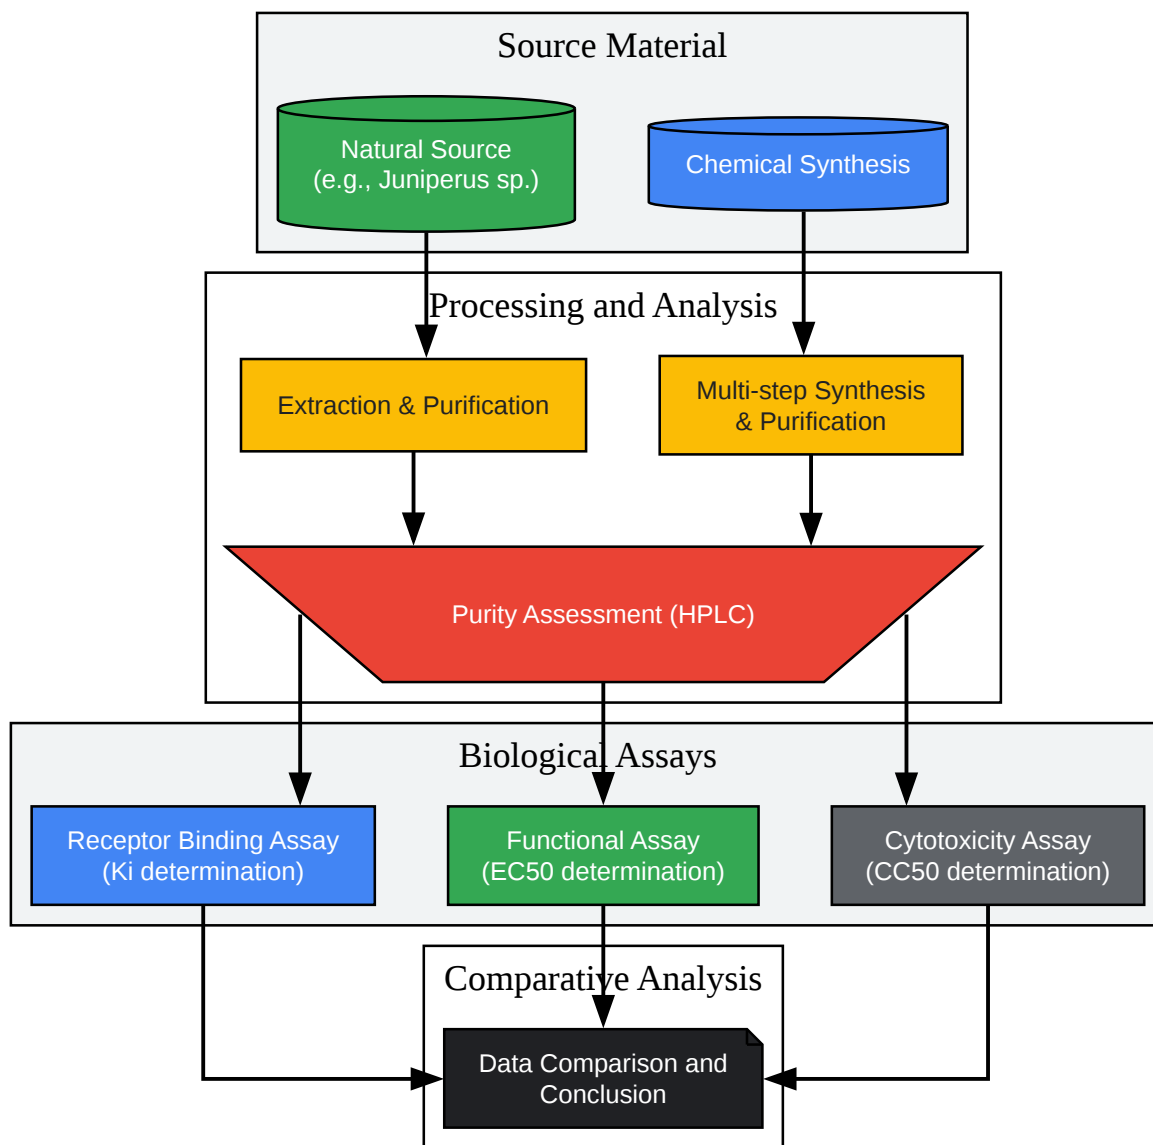 Source Material
Natural Source
(e.g., Juniperus sp.)
Chemical Synthesis
Processing and Analysis
Extraction & Purification
Multi-step Synthesis
& Purification
Purity Assessment (HPLC)
Biological Assays
Receptor Binding Assay
(Ki determination)
Functional Assay
(EC50 determination)
Cytotoxicity Assay
(CC50 determination)
Comparative Analysis
Data Comparison and
Conclusion